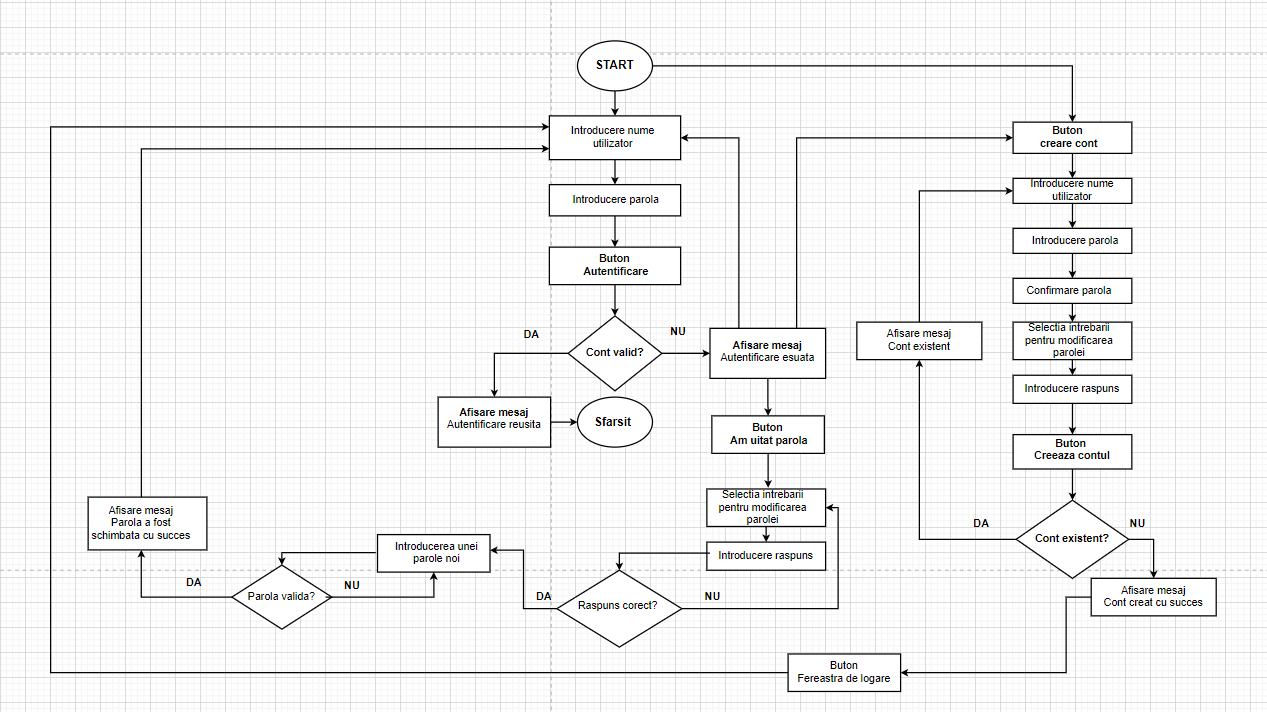 START
Introducere nume
utilizator
Introducere parola
Buton
Autentificare
DA
NU
Cont valid?
Afisare mesaj
Autentificare reusita
Sfarsit
Afisare mesaj
Autentificare esuata
Buton
Am uitat parola
Selectia intrebarii
pentru modificarea
parolei
Introducere raspuns
Raspuns corect?
DA
NU
Introducerea unei
parole noi
Parola valida?
DA
NU
Afisare mesaj
Parola a fost
schimbata cu succes
Buton
creare cont
Introducere nume
utilizator
Introducere parola
Confirmare parola
Selectia intrebarii
pentru modificarea
parolei
Introducere raspuns
Buton
Creeaza contul
Cont existent?
DA
NU
Afisare mesaj
Cont existent
Afisare mesaj
Cont creat cu succes
Buton
Fereastra de logare